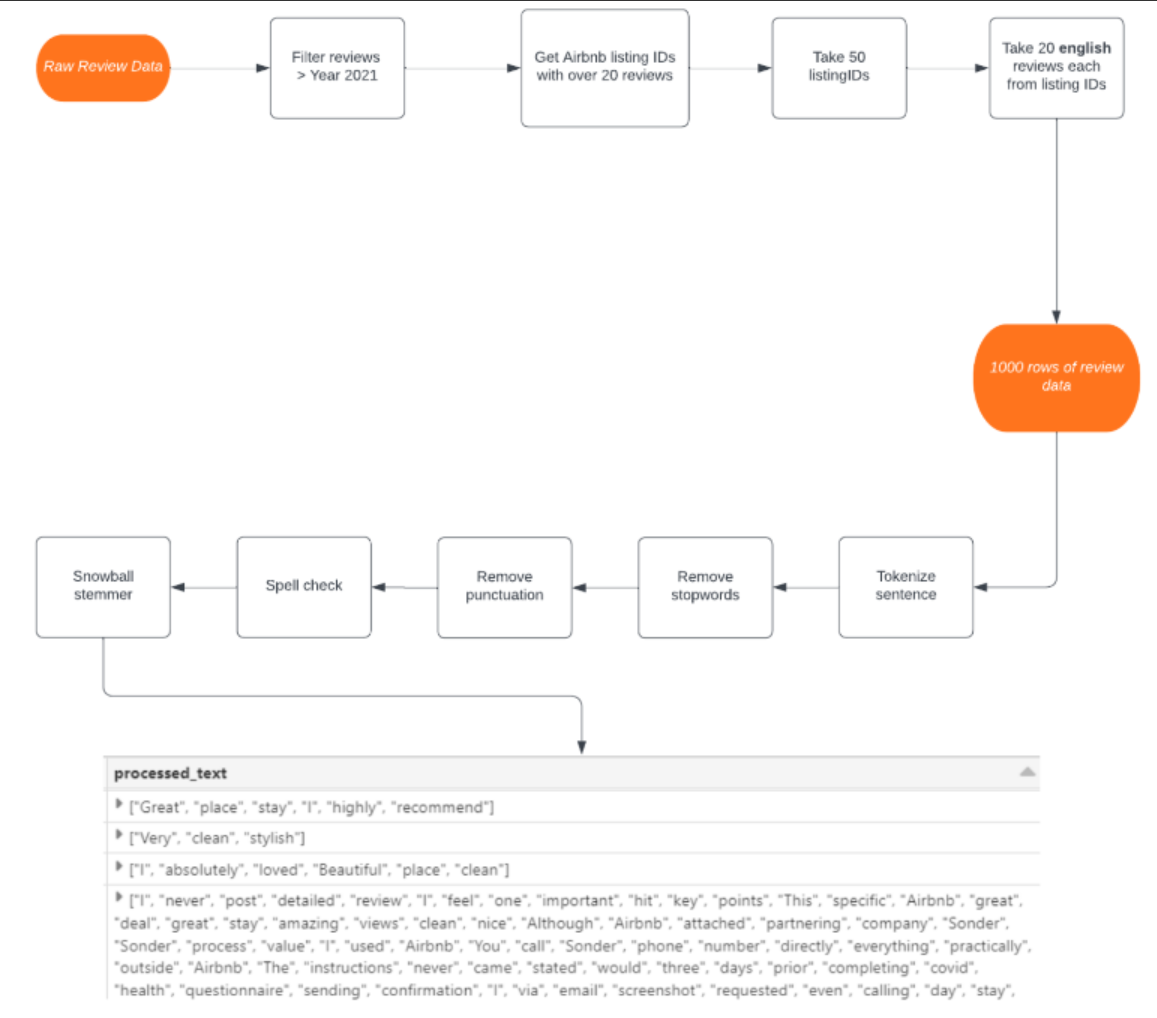 Raw Review Data
Filter reviews
> Year 2021
Get Airbnb listing IDs
with over 20 reviews
Take 50
listingIDs
Take 20 english
reviews each
from listing IDs
1000 rows of review
data
Tokenize
sentence
Remove
stopwords
Remove
punctuation
Spell check
Snowball
stemmer
processed_text
["Great", "place", "stay", "I", "highly", "recommend"]
["Very", "clean", "stylish"]
["I", "absolutely", "loved", "Beautiful", "place", "clean"]
["I", "never", "post", "detailed", "review", "I", "feel", "one", "important", "hit", "key", "points", "This", "specific", "Airbnb", "great",
"deal", "great", "stay", "amazing", "views", "clean", "nice", "Although", "Airbnb", "attached", "partnering", "company", "Sonder",
"Sonder", "process", "value", "I", "used", "Airbnb", "You", "call", "Sonder", "phone", "number", "directly", "everything", "practically",
"outside", "Airbnb", "The", "instructions", "never", "came", "stated", "would", "three", "days", "prior", "completing", "covid",
"health", "questionnaire", "sending", "confirmation", "I", "via", "email", "screenshot", "requested", "even", "calling", "day", "stay",